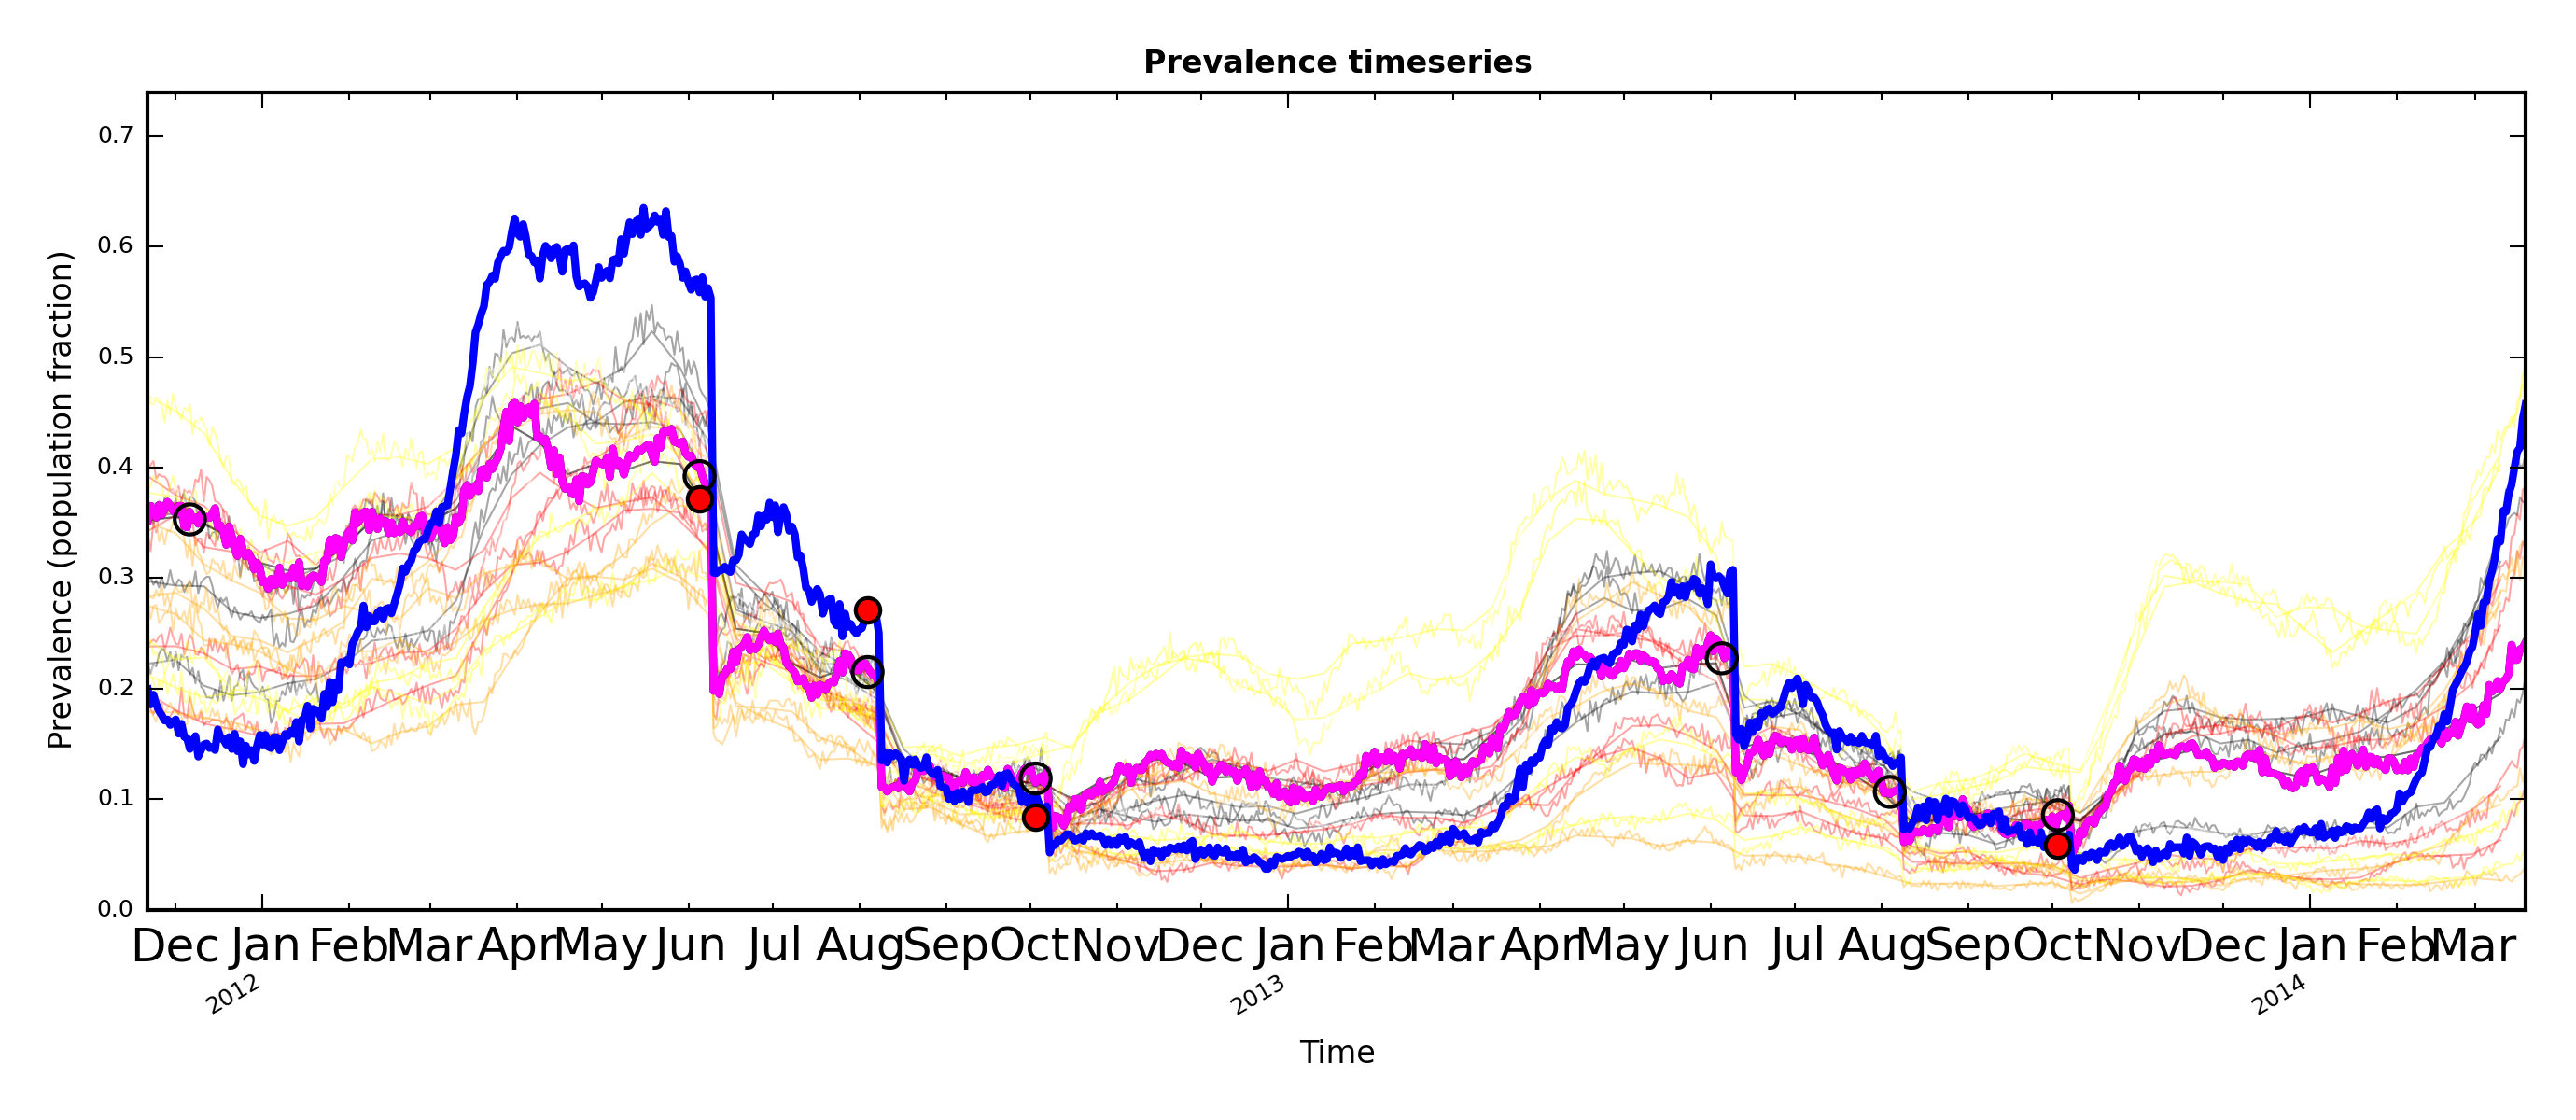 Prevalence timeseries
Prevalence (population fraction)
0.7
0.6
0.5
0.4
0.3
0.2
0.1
0.0
Dec Jan Feb Mar Apr May Jun Jul Aug Sep Oct Nov Dec Jan Feb Mar Apr May Jun Jul Aug Sep Oct Nov Dec Jan Feb Mar
2012 2013 2014
Time